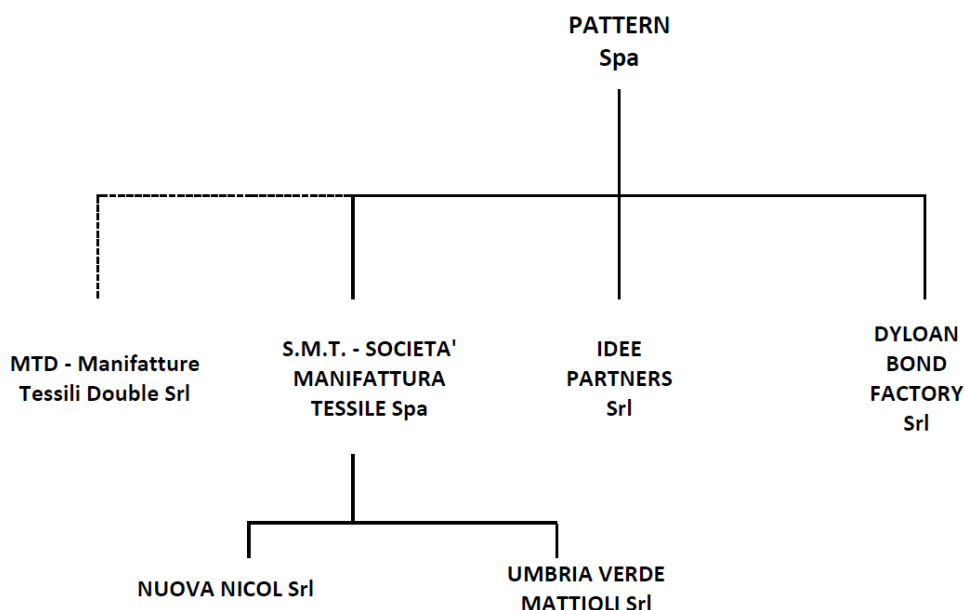 PATTERN
Spa
MTD - Manifatture
Tessili Double Srl
S.M.T. - SOCIETA'
MANIFATTURA
TESSILE Spa
IDEE
PARTNERS
Srl
DYLOAN
BOND
FACTORY
Srl
NUOVA NICOL Srl
UMBRIA VERDE
MATTIOLI Srl